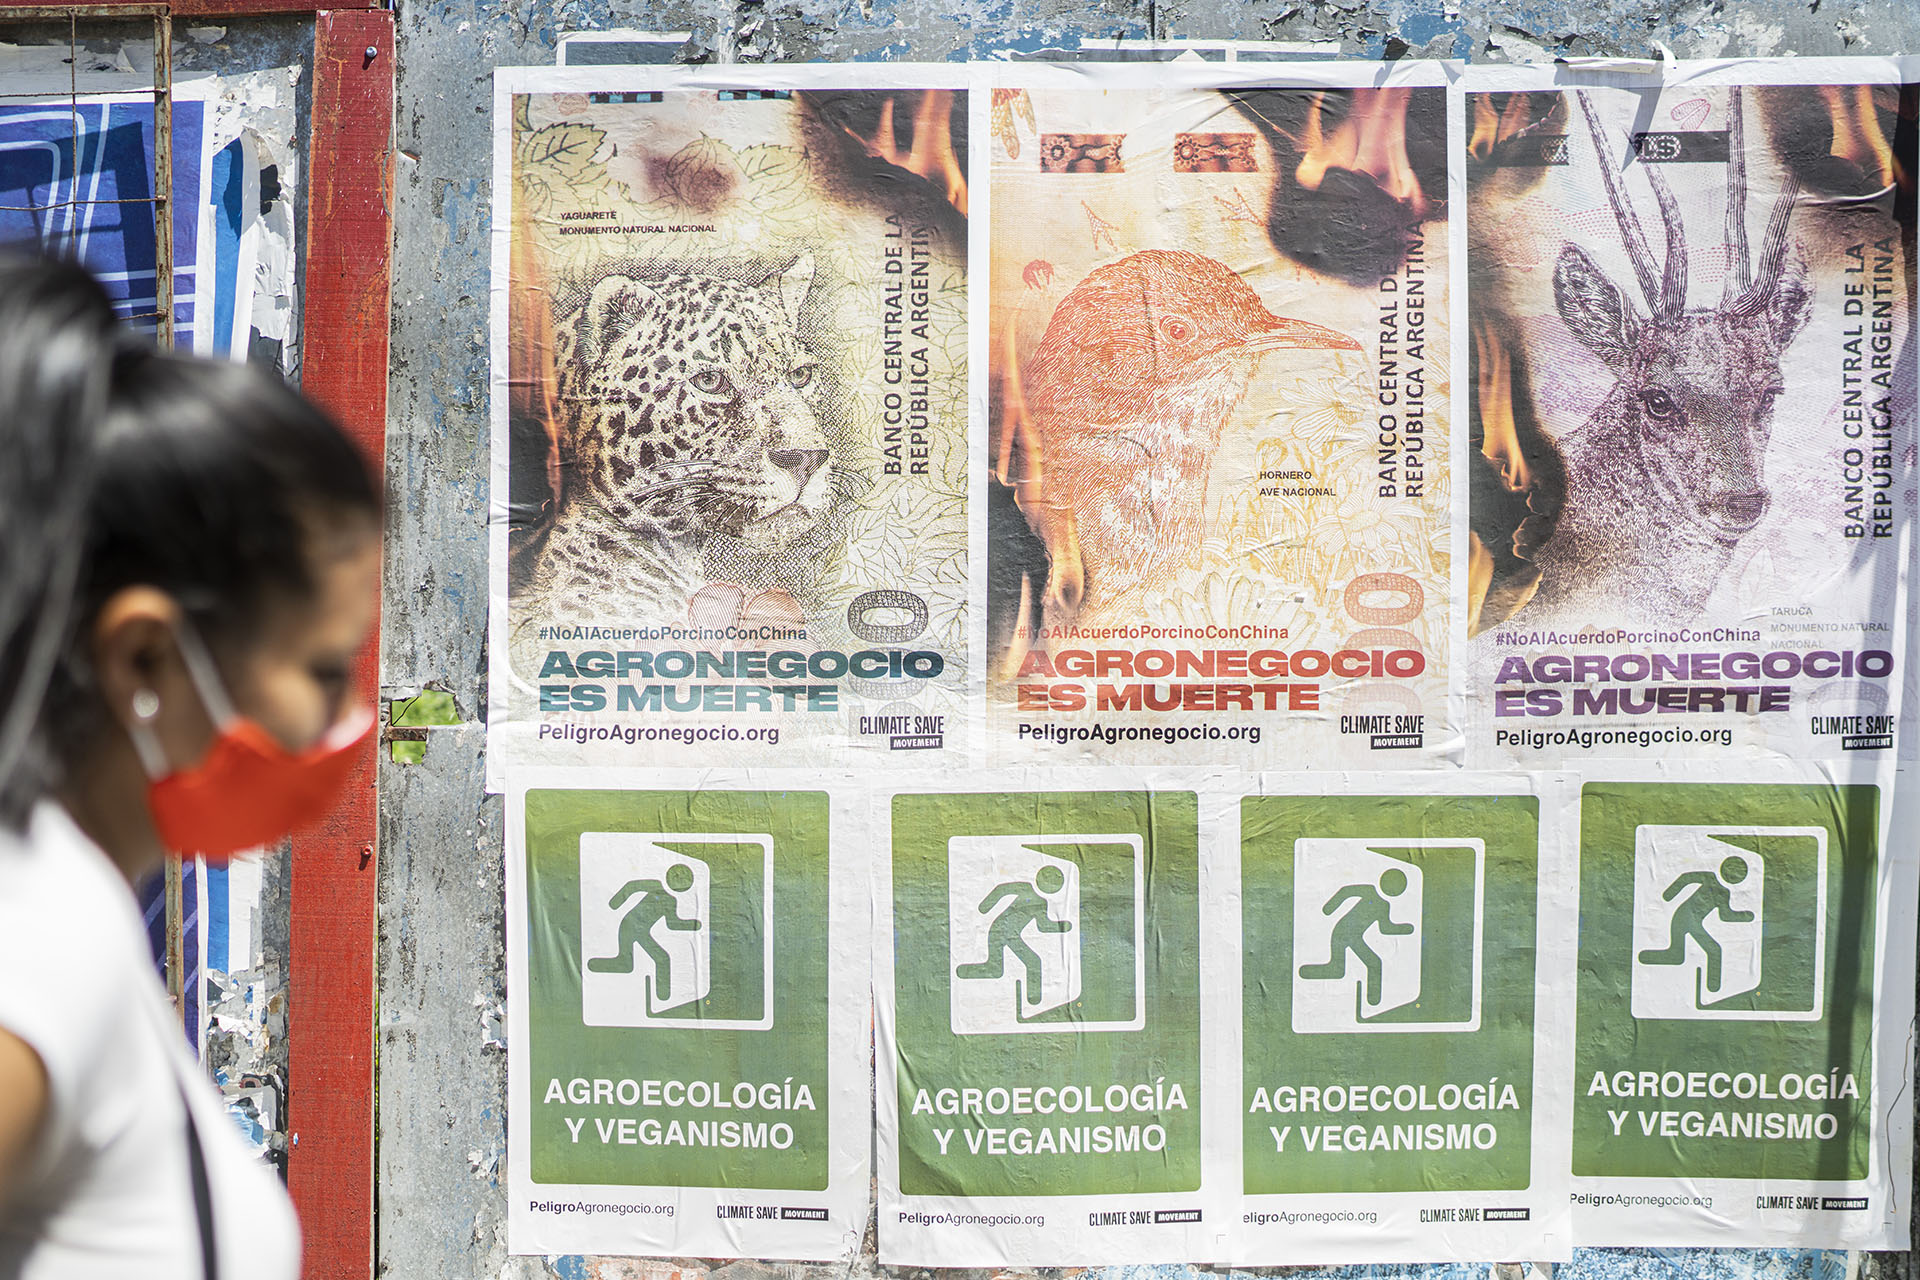 YAGUARETÉ
MONUMENTO NATURAL NACIONAL
BANCO CENTRAL DE LA
REPÚBLICA ARGENTINA
#NoAlAcuerdoPorcinoConChina
AGRONEGOCIO
ES MUERTE
PeligroAgronegocio.org
CLIMATE SAVE
MOVEMENT
HORNERO
AVE NACIONAL
BANCO CENTRAL DE
REPÚBLICA ARGENTINA
#NoAlAcuerdoPorcinoConChina
AGRONEGOCIO
ES MUERTE
PeligroAgronegocio.org
CLIMATE SAVE
MOVEMENT
BANCO CENTRAL DE LA
REPÚBLICA ARGENTINA
TARUCA
MONUMENTO NATURAL
NACIONAL
#NoAlAcuerdoPorcinoConChina
AGRONEGOCIO
ES MUERTE
PeligroAgronegocio.org
CLIMATE SAVE
MOVEMENT
AGROECOLOGÍA
Y VEGANISMO
PeligroAgronegocio.org
CLIMATE SAVE MOVEMENT
AGROECOLOGÍA
Y VEGANISMO
PeligroAgronegocio.org
CLIMATE SAVE MOVEMENT
AGROECOLOGÍA
Y VEGANISMO
eligroAgronegocio.org
CLIMATE SAVE MOVEMENT
AGROECOLOGÍA
Y VEGANISMO
PeligroAgronegocio.org
CLIMATE SAVE MOVEMENT